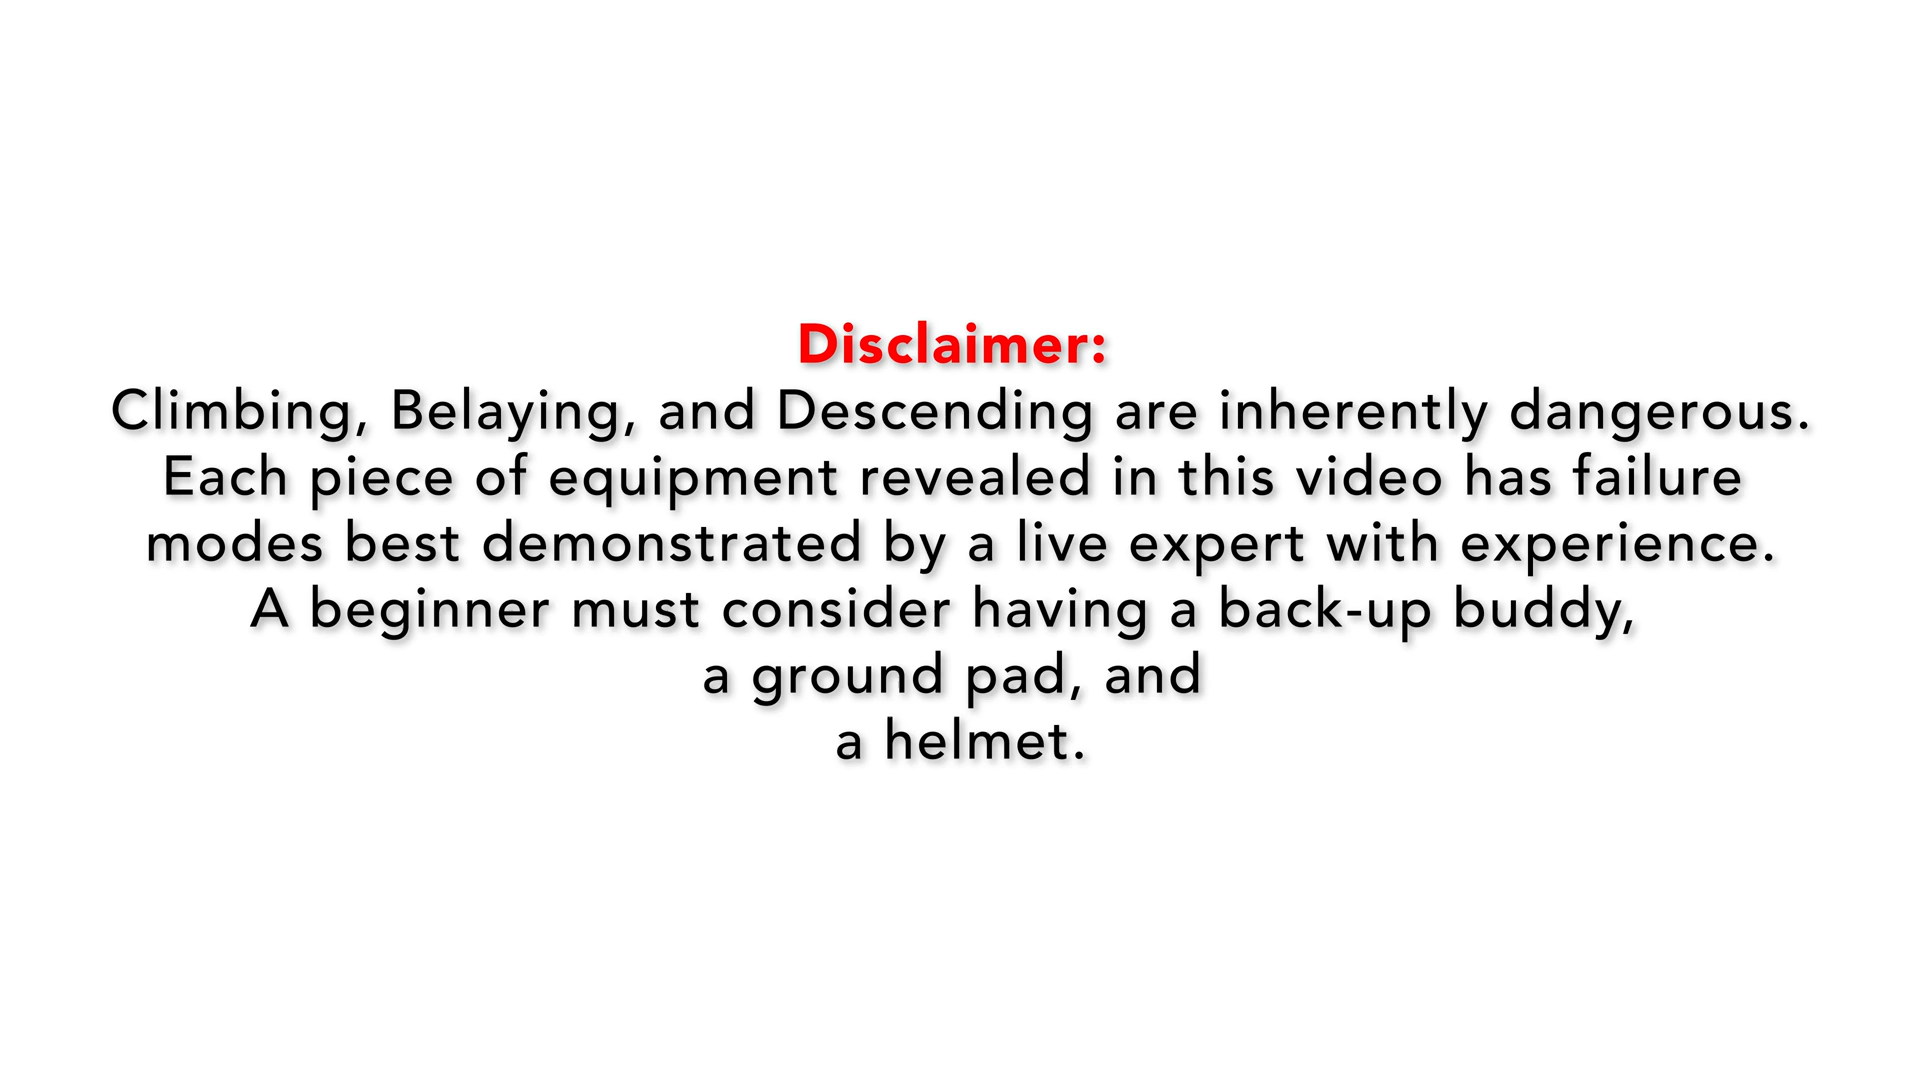 Disclaimer:
Climbing, Belaying, and Descending are inherently dangerous.
Each piece of equipment revealed in this video has failure
modes best demonstrated by a live expert with experience.
A beginner must consider having a back-up buddy,
a ground pad, and
a helmet.